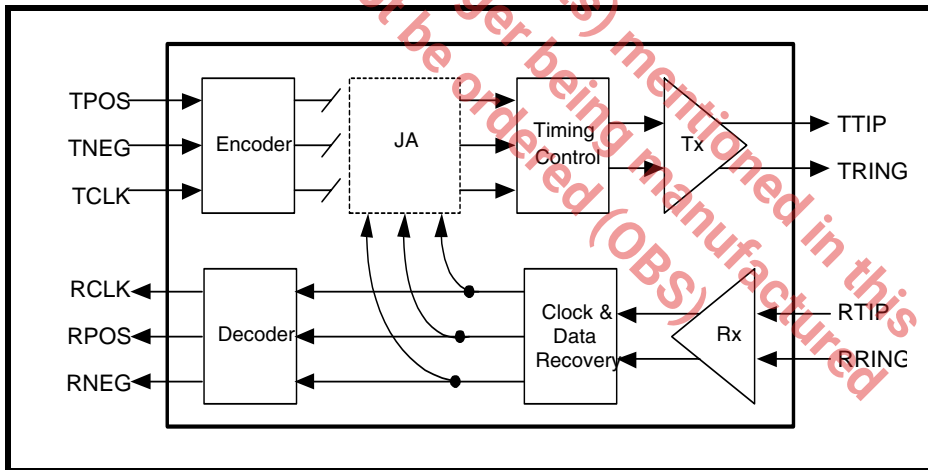 TPOS
TNEG
TCLK
Encoder
JA
Timing
Control
Tx
TTIP
TRING
RCLK
RPOS
RNEG
Decoder
Clock &
Data
Recovery
Rx
RTIP
RRING
mentioned in this
ger being manufactured
t be ordered (OBS)